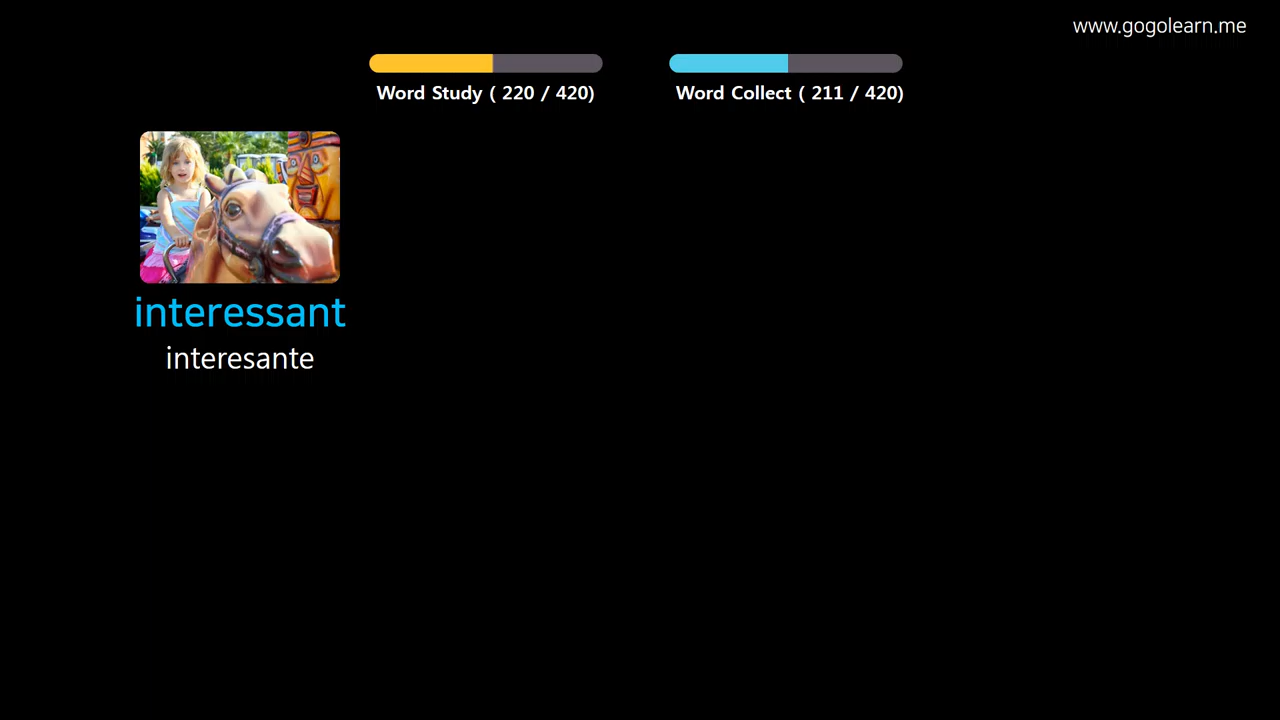 www.gogolearn.me
Word Study ( 220 / 420)
Word Collect ( 211 / 420)
interessant
interesante